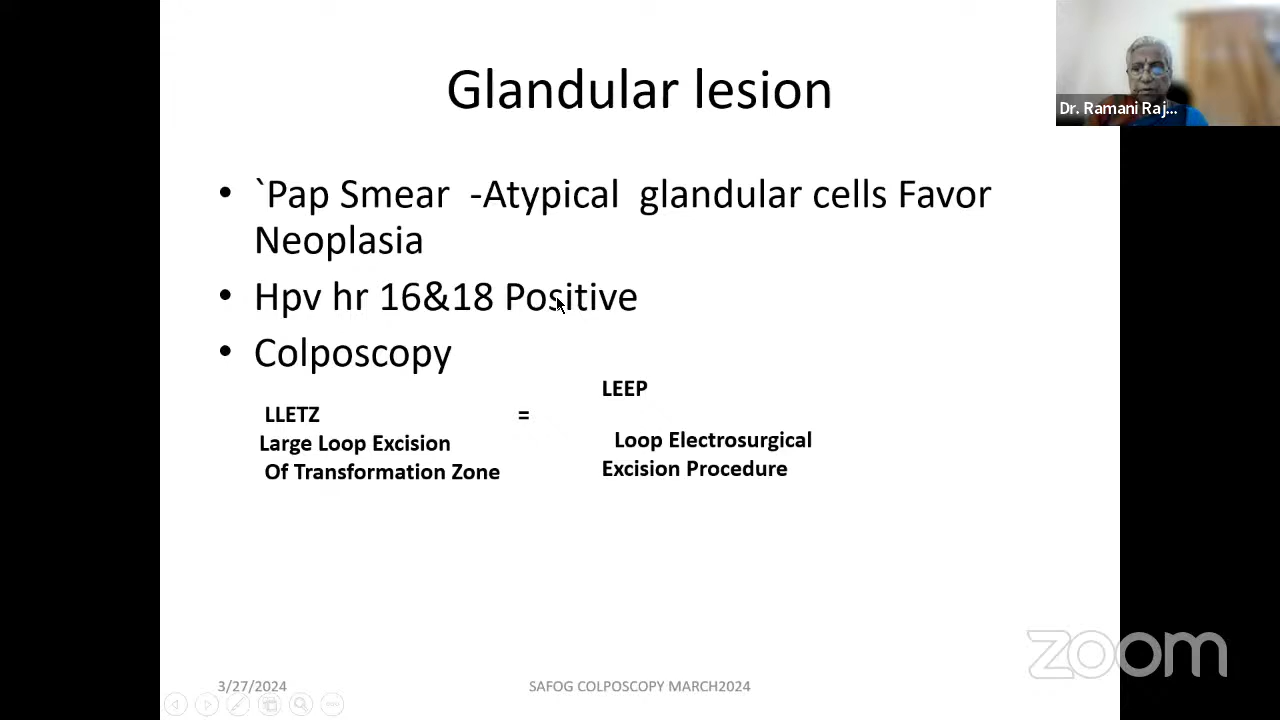 Glandular lesion
Dr. Ramani Raj...
• `Pap Smear -Atypical glandular cells Favor
Neoplasia
• Hpv hr 16&18 Positive
• Colposcopy
LEEP
LLETZ =
Large Loop Excision
Of Transformation Zone
Loop Electrosurgical
Excision Procedure
zoom
3/27/2024
SAFOG COLPOSCOPY MARCH2024